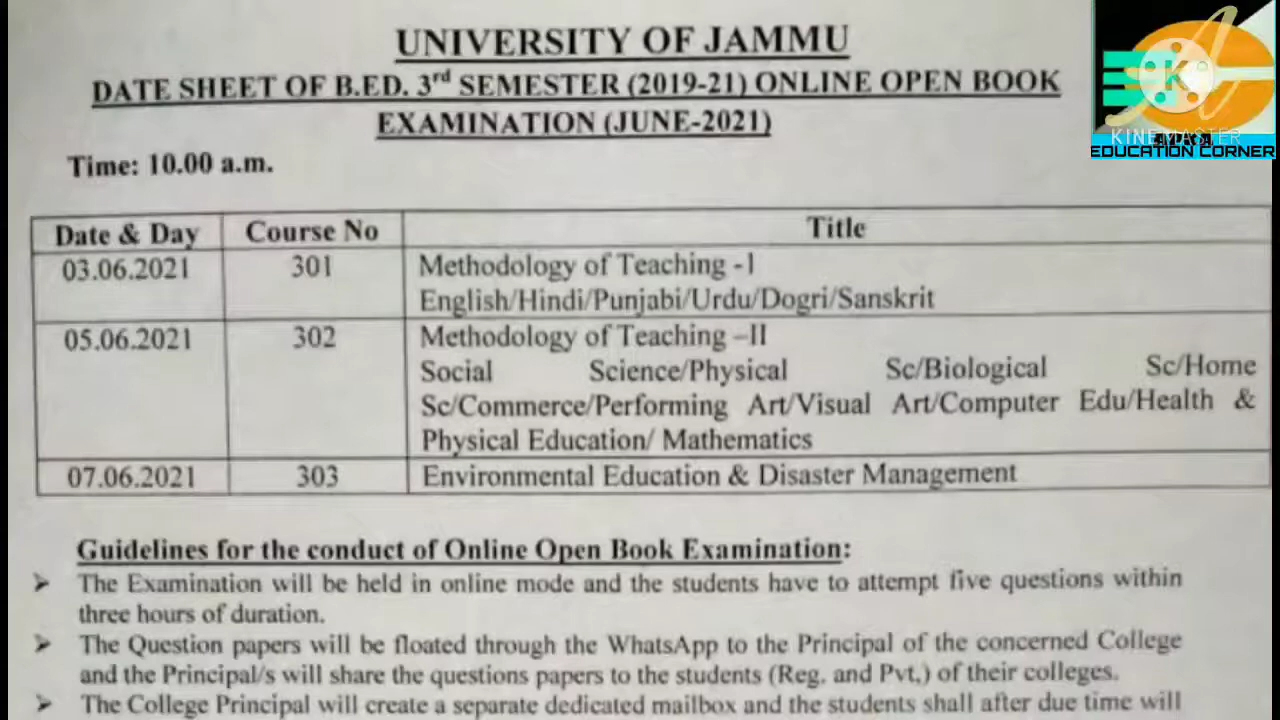 UNIVERSITY OF JAMMU
DATE SHEET OF B.ED. 3rd SEMESTER (2019-21) ONLINE OPEN BOOK
EXAMINATION (JUNE-2021)
Time: 10.00 a.m.
KINEMASTER
EDUCATION CORNER
Date & Day Course No Title
03.06.2021 301 Methodology of Teaching -I
English/Hindi/Punjabi/Urdu/Dogri/Sanskrit
05.06.2021 302 Methodology of Teaching –II
Social Science/Physical Sc/Biological Sc/Home
Sc/Commerce/Performing Art/Visual Art/Computer Edu/Health &
Physical Education/ Mathematics
07.06.2021 303 Environmental Education & Disaster Management
Guidelines for the conduct of Online Open Book Examination:
➤ The Examination will be held in online mode and the students have to attempt five questions within
three hours of duration.
➤ The Question papers will be floated through the WhatsApp to the Principal of the concerned College
and the Principal/s will share the questions papers to the students (Reg. and Pvt.) of their colleges.
➤ The College Principal will create a separate dedicated mailbox and the students shall after due time will